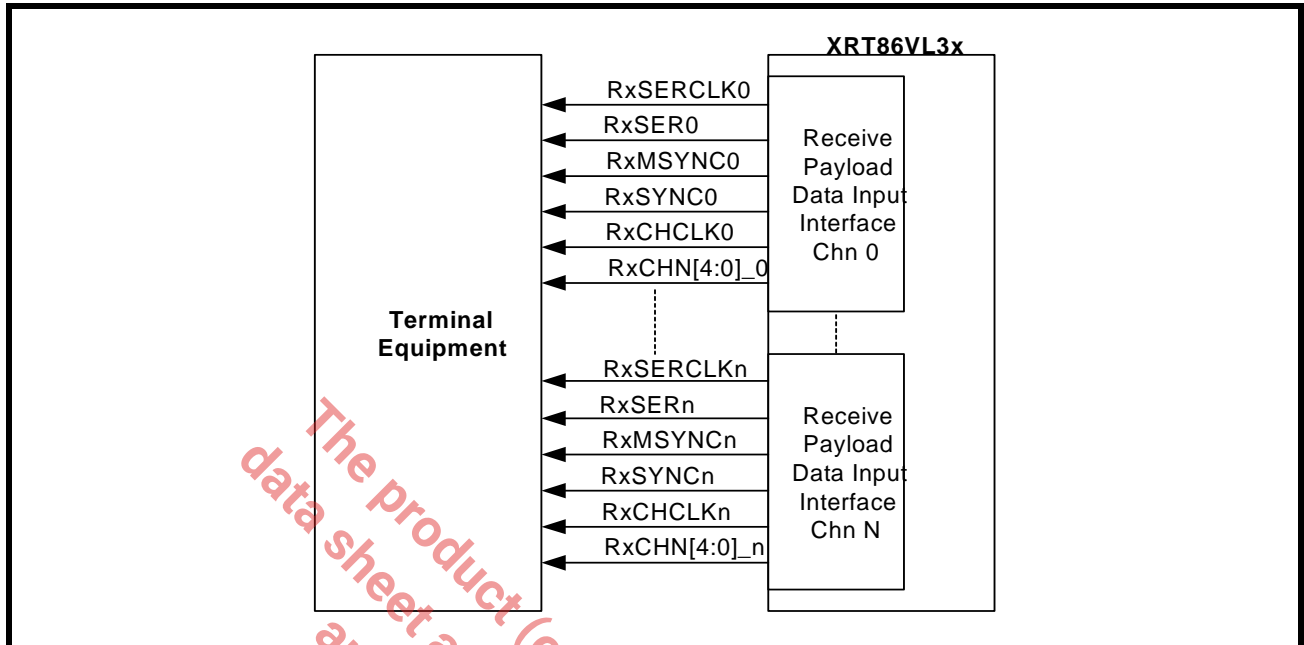 XRT86VL3x
RxSERCLK0
RxSER0
RxMSYNC0
RxSYNC0
RxCHCLK0
RxCHN[4:0]_0
Receive
Payload
Data Input
Interface
Chn 0
Terminal
Equipment
RxSERCLKn
RxSERn
RxMSYNCn
RxSYNCn
RxCHCLKn
RxCHN[4:0]_n
Receive
Payload
Data Input
Interface
Chn N
The product (
data sheet a